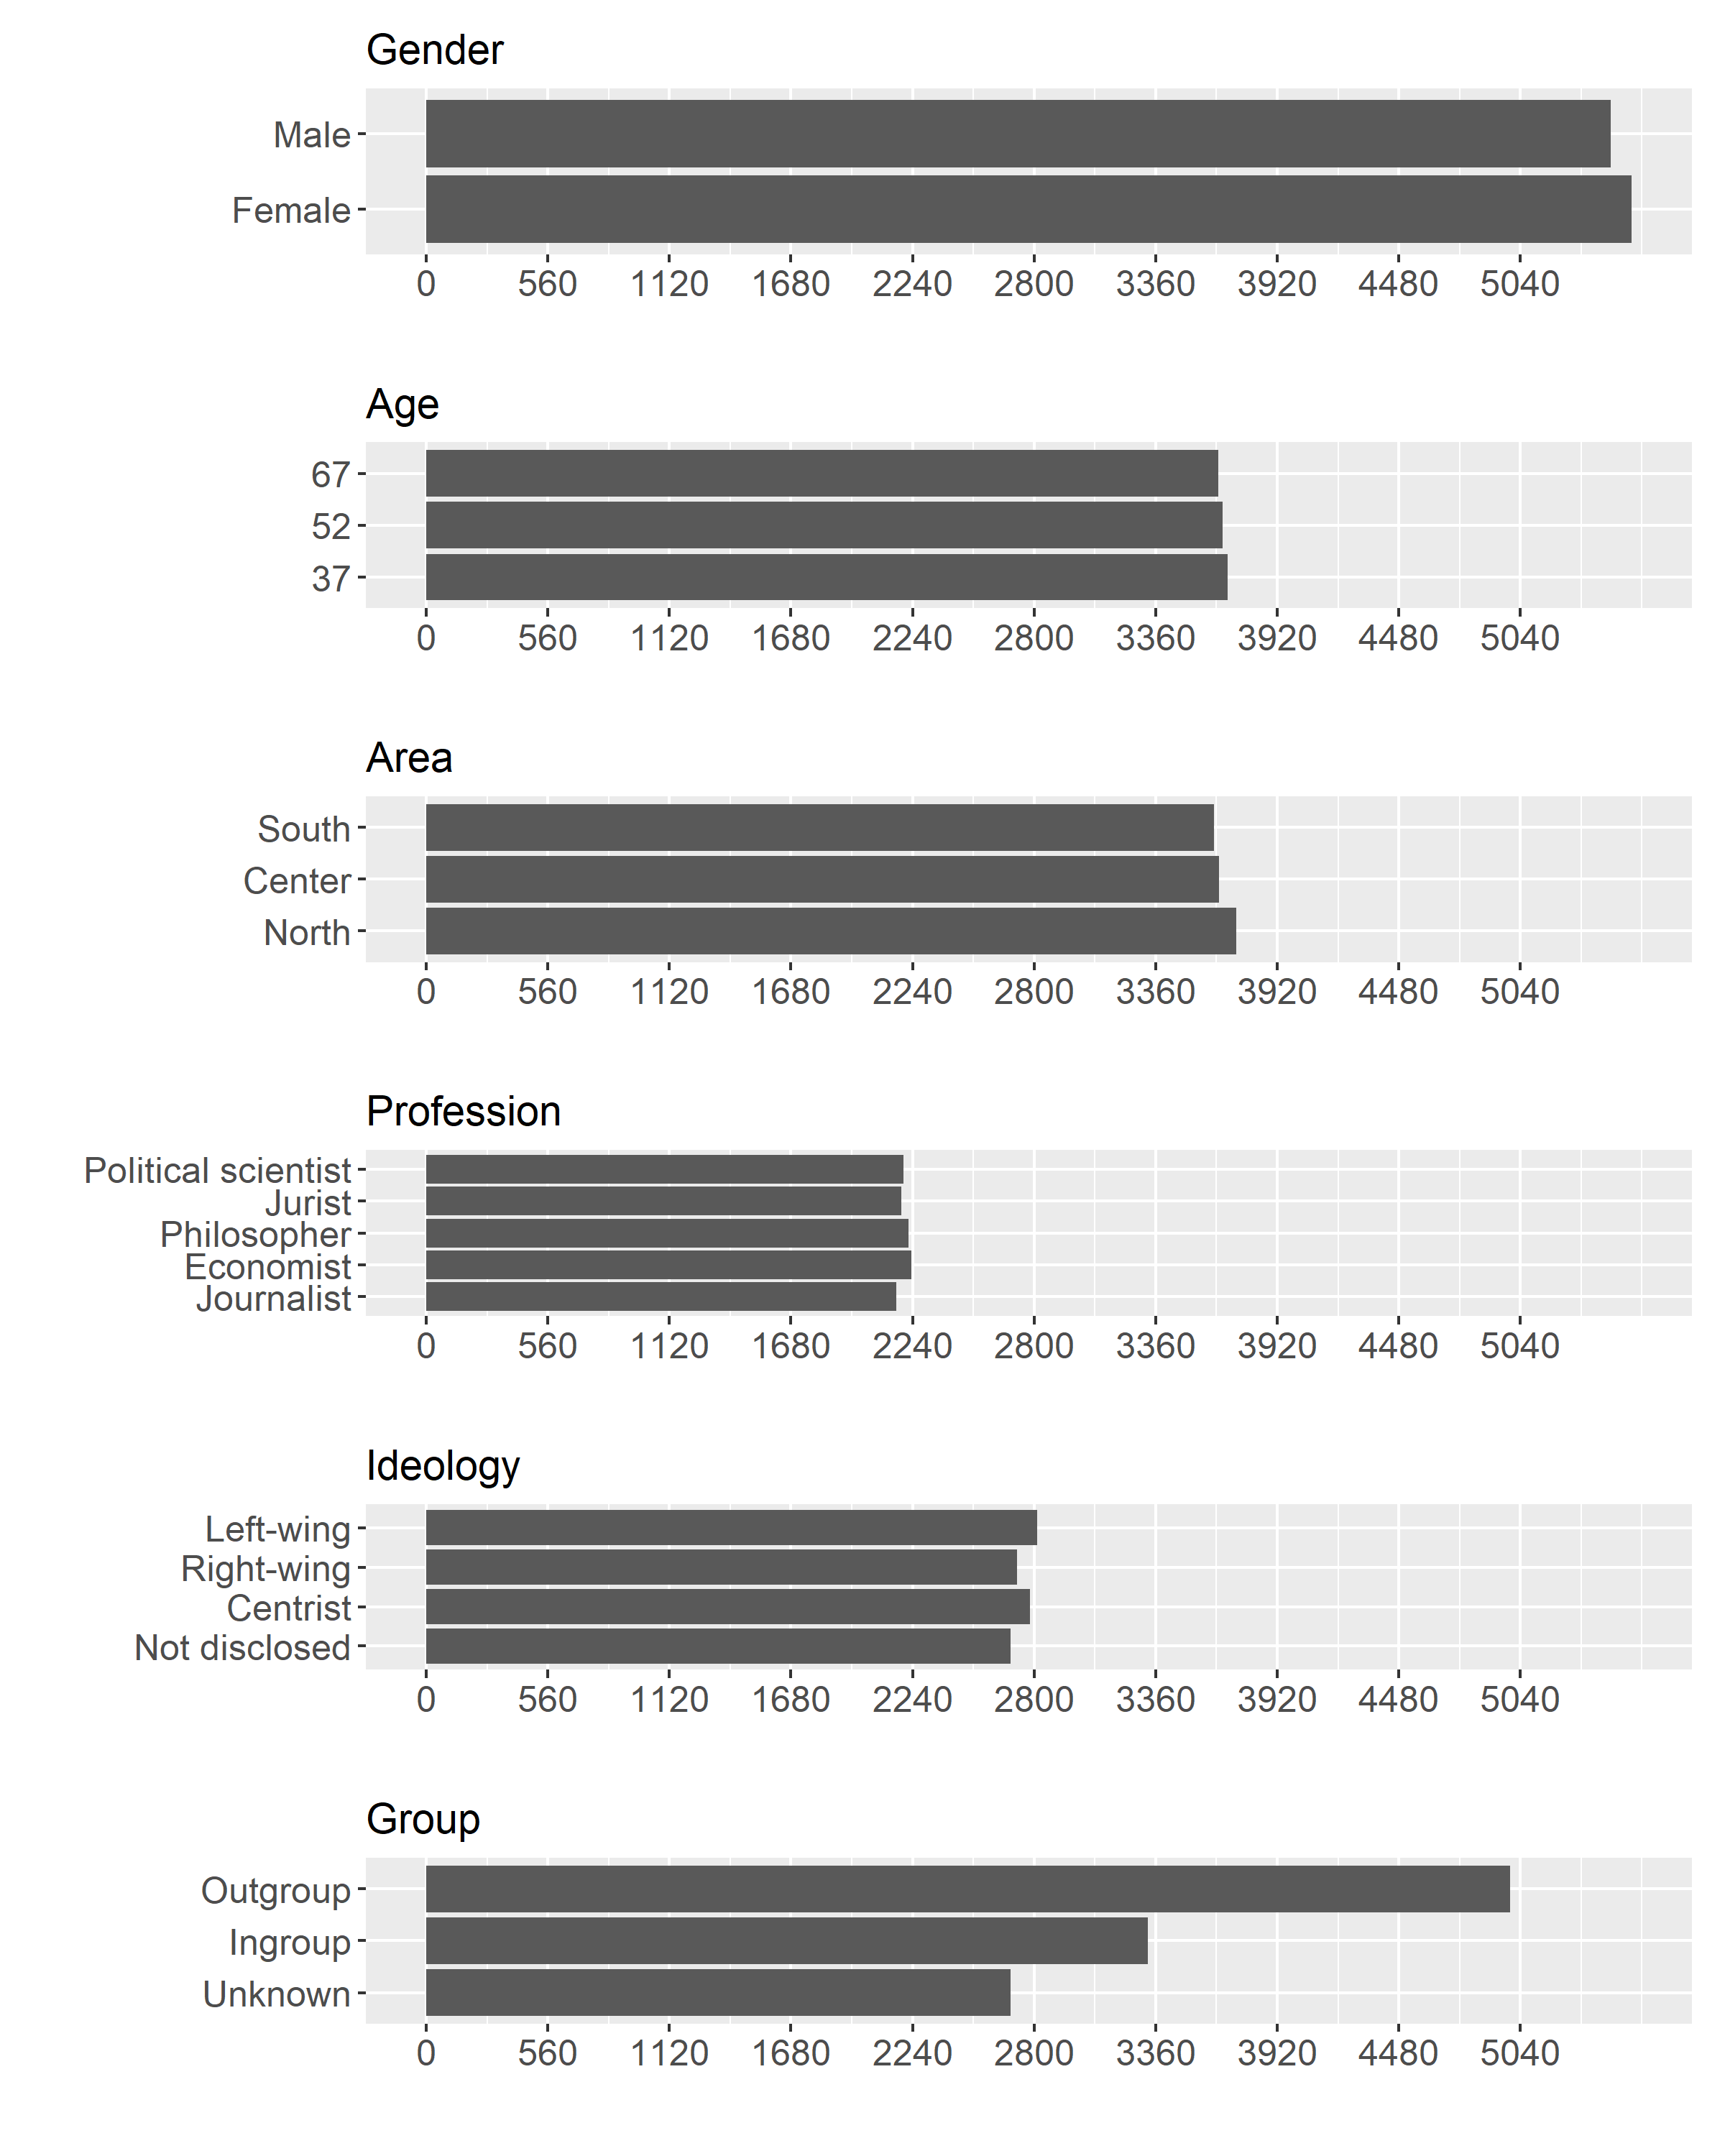 Gender
Male
Female
0 560 1120 1680 2240 2800 3360 3920 4480 5040
Age
67
52
37
0 560 1120 1680 2240 2800 3360 3920 4480 5040
Area
South
Center
North
0 560 1120 1680 2240 2800 3360 3920 4480 5040
Profession
Political scientist
Jurist
Philosopher
Economist
Journalist
0 560 1120 1680 2240 2800 3360 3920 4480 5040
Ideology
Left-wing
Right-wing
Centrist
Not disclosed
0 560 1120 1680 2240 2800 3360 3920 4480 5040
Group
Outgroup
Ingroup
Unknown
0 560 1120 1680 2240 2800 3360 3920 4480 5040